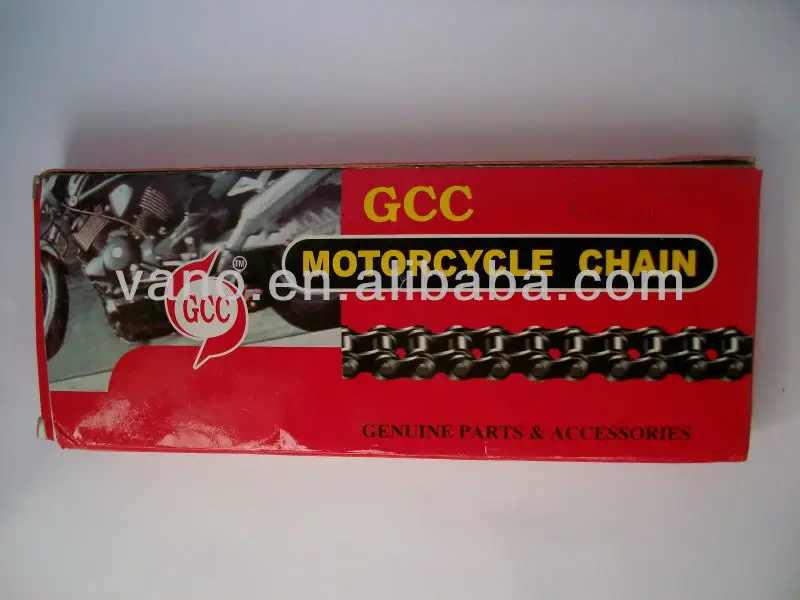 GCC
MOTORCYCLE CHAIN
vano.en.alibaba.com
GCC
TM
GENUINE PARTS & ACCESSORIES